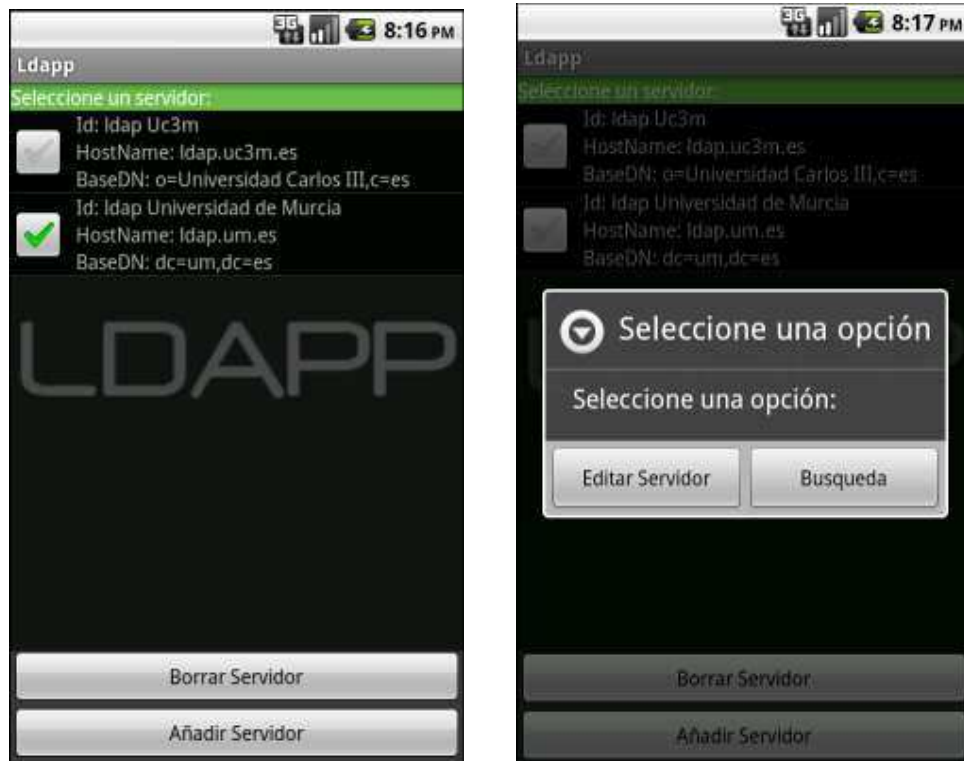 8:16 PM
Ldapp
Seleccione un servidor:
Id: ldap Uc3m
HostName: ldap.uc3m.es
BaseDN: o=Universidad Carlos III,c=es
Id: ldap Universidad de Murcia
HostName: ldap.um.es
BaseDN: dc=um,dc=es
LDAPP
Borrar Servidor
Añadir Servidor
3G 8:17 PM
Ldapp
Seleccione un servidor:
Id: ldap Uc3m
HostName: ldap.uc3m.es
BaseDN: o=Universidad Carlos III,c=es
Id: ldap Universidad de Murcia
HostName: ldap.um.es
BaseDN: dc=um,dc=es
Seleccione una opción
Seleccione una opción:
Editar Servidor
Busqueda
Borrar Servidor
Añadir Servidor